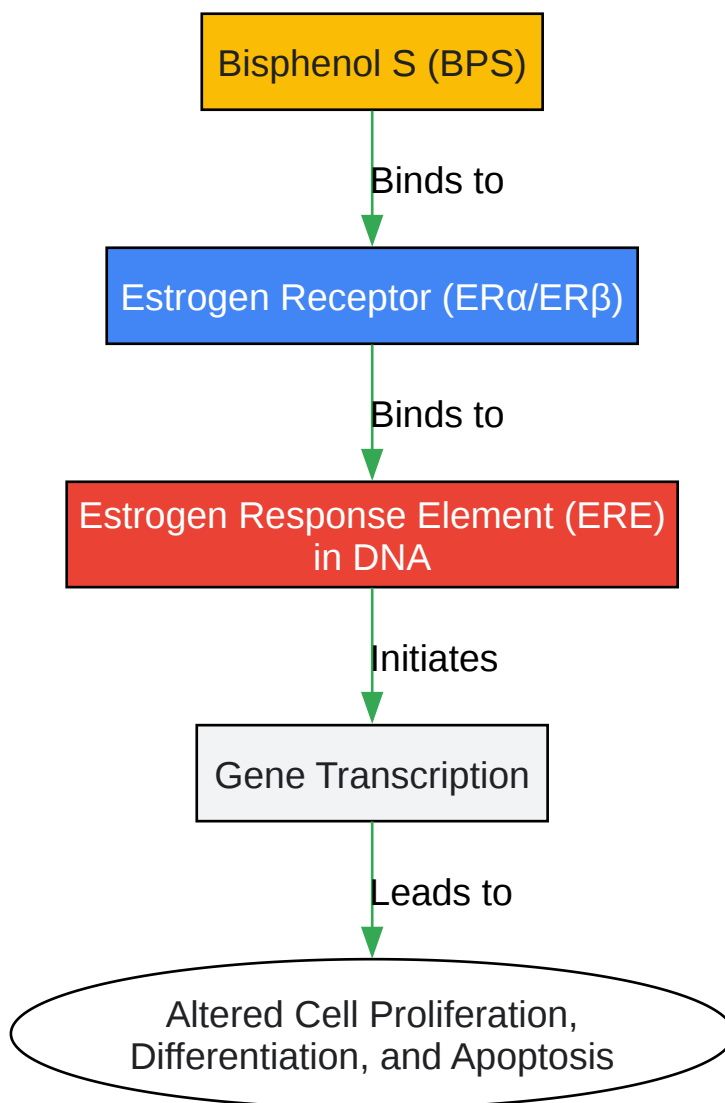 Bisphenol S (BPS)
Binds to
Estrogen Receptor (ERα/ERβ)
Binds to
Estrogen Response Element (ERE)
in DNA
Initiates
Gene Transcription
Leads to
Altered Cell Proliferation,
Differentiation, and Apoptosis